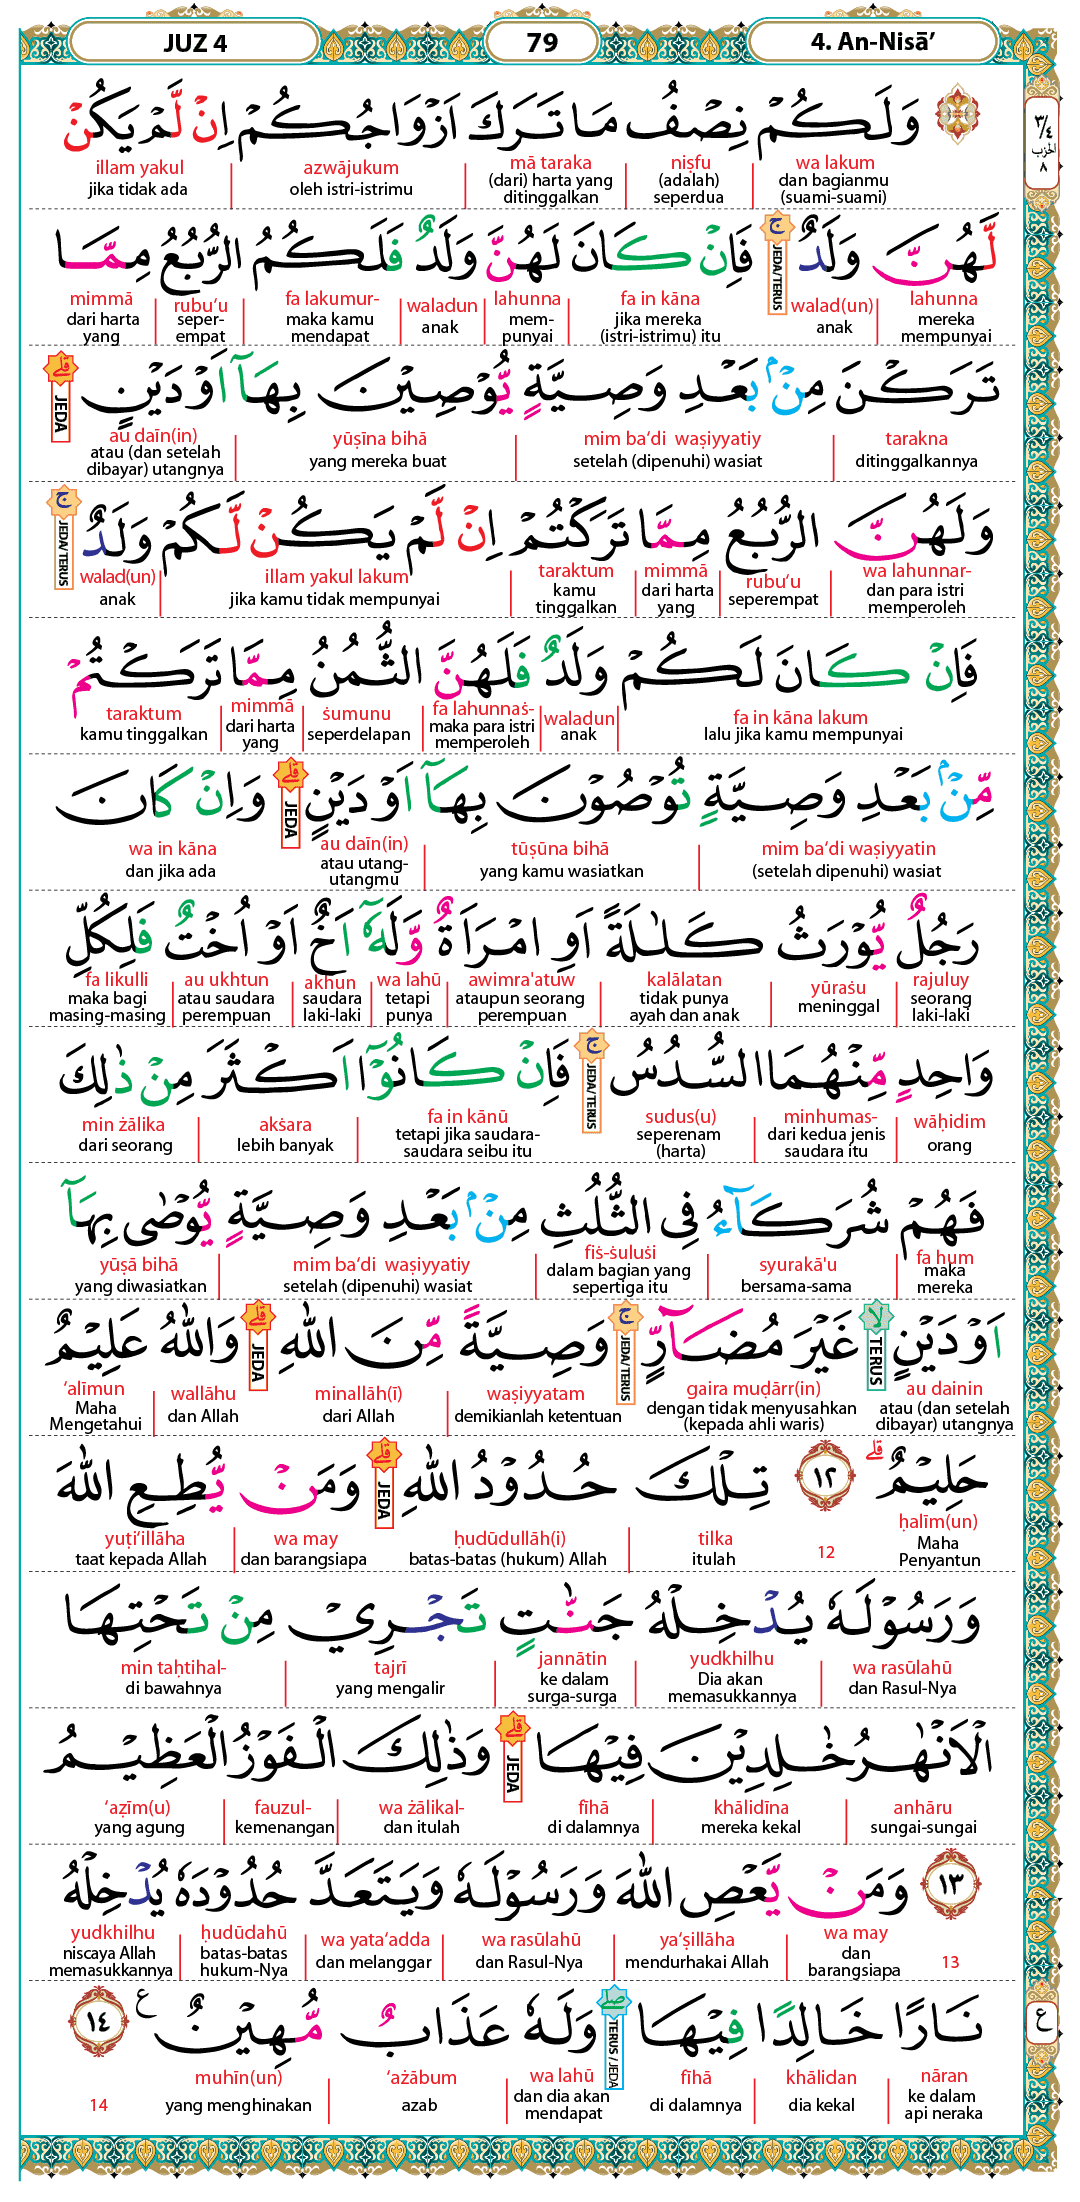 JUZ 4
79
4. An-Nisā’
٣/٤
الحزب
٨
وَلَكُمْ نِصْفُ مَا تَرَكَ اَزْوَاجُكُمْ اِنْ لَّمْ يَكُنْ
wa lakum niṣfu mā taraka azwājukum illam yakul
dan bagianmu (suami-suami) (adalah) seperdua (dari) harta yang ditinggalkan oleh istri-istrimu jika tidak ada
لَّهُنَّ وَلَدٌ ۚ فَاِنْ كَانَ لَهُنَّ وَلَدٌ فَلَكُمُ الرُّبُعُ مِمَّا
JEDA/TERUS
lahunna walad(un) fa in kāna lahunna waladun fa lakumur- rubu‘u mimmā
mereka mempunyai anak jika mereka (istri-istrimu) itu mem-punyai anak maka kamu mendapat seper-empat dari harta yang
تَرَكْنَ مِنْۢ بَعْدِ وَصِيَّةٍ يُّوْصِيْنَ بِهَآ اَوْ دَيْنٍ ۗ
JEDA
tarakna mim ba‘di waṣiyyatiy yūṣīna bihā au daīn(in)
ditinggalkannya setelah (dipenuhi) wasiat yang mereka buat atau (dan setelah dibayar) utangnya
وَلَهُنَّ الرُّبُعُ مِمَّا تَرَكْتُمْ اِنْ لَّمْ يَكُنْ لَّكُمْ وَلَدٌ ۚ
JEDA/TERUS
wa lahunnar- rubu‘u mimmā taraktum illam yakul lakum walad(un)
dan para istri memperoleh seperempat dari harta yang kamu tinggalkan jika kamu tidak mempunyai anak
فَاِنْ كَانَ لَكُمْ وَلَدٌ فَلَهُنَّ الثُّمُنُ مِمَّا تَرَكْتُمْ
fa in kāna lakum waladun fa lahunnaṡ- ṡumunu mimmā taraktum
lalu jika kamu mempunyai anak maka para istri memperoleh seperdelapan dari harta yang kamu tinggalkan
مِّنْۢ بَعْدِ وَصِيَّةٍ تُوْصُوْنَ بِهَآ اَوْ دَيْنٍ ۗ وَاِنْ كَانَ
JEDA
mim ba‘di waṣiyyatin tūṣūna bihā au daīn(in) wa in kāna
(setelah dipenuhi) wasiat yang kamu wasiatkan atau utang-utangmu dan jika ada
رَجُلٌ يُّوْرَثُ كَلٰلَةً اَوِ امْرَاَةٌ وَّلَهٗٓ اَخٌ اَوْ اُخْتٌ فَلِكُلِّ
rajuluy yūraṡu kalālatan awimra'atuw wa lahū akhun au ukhtun fa likulli
seorang laki-laki meninggal tidak punya ayah dan anak ataupun seorang perempuan tetapi punya saudara laki-laki atau saudara perempuan maka bagi masing-masing
وَاحِدٍ مِّنْهُمَا السُّدُسُ ۚ فَاِنْ كَانُوْٓا اَكْثَرَ مِنْ ذٰلِكَ
JEDA/TERUS
wāḥidim minhumas- sudus(u) fa in kānū akṡara min żālika
orang dari kedua jenis saudara itu seperenam (harta) tetapi jika saudara-saudara seibu itu lebih banyak dari seorang
فَهُمْ شُرَكَآءُ فِى الثُّلُثِ مِنْۢ بَعْدِ وَصِيَّةٍ يُّوْصٰى بِهَآ
fa hum syurakā'u fiṡ-ṡuluṡi mim ba‘di waṣiyyatiy yūṣā bihā
maka mereka bersama-sama dalam bagian yang sepertiga itu setelah (dipenuhi) wasiat yang diwasiatkan
اَوْ دَيْنٍ ۙ غَيْرَ مُضَآرٍّ ۚ وَصِيَّةً مِّنَ اللّٰهِ ۗ وَاللّٰهُ عَلِيْمٌ
TERUS JEDA/TERUS JEDA
au dainin gaira muḍārr(in) waṣiyyatam minallāh(i) wallāhu ‘alīmun
atau (dan setelah dibayar) utangnya dengan tidak menyusahkan (kepada ahli waris) demikianlah ketentuan dari Allah dan Allah Maha Mengetahui
حَلِيْمٌ ۗ ١٢ تِلْكَ حُدُوْدُ اللّٰهِ ۗ وَمَنْ يُّطِعِ اللّٰهَ
JEDA
ḥalīm(un) 12 tilka ḥudūdullāh(i) wa may yuṭi‘illāha
Maha Penyantun itulah batas-batas (hukum) Allah dan barangsiapa taat kepada Allah
وَرَسُوْلَهٗ يُدْخِلْهُ جَنّٰتٍ تَجْرِيْ مِنْ تَحْتِهَا
wa rasūlahū yudkhilhu jannātin tajrī min taḥtihal-
dan Rasul-Nya Dia akan memasukkannya ke dalam surga-surga yang mengalir di bawahnya
الْاَنْهٰرُ خٰلِدِيْنَ فِيْهَا ۗ وَذٰلِكَ الْفَوْزُ الْعَظِيْمُ
JEDA
anhāru khālidīna fīhā wa żālikal- fauzul- ‘aẓīm(u)
sungai-sungai mereka kekal di dalamnya dan itulah kemenangan yang agung
١٣ وَمَنْ يَّعْصِ اللّٰهَ وَرَسُوْلَهٗ وَيَتَعَدَّ حُدُوْدَهٗ يُدْخِلْهُ
13 wa may ya‘ṣillāha wa rasūlahū wa yata‘adda ḥudūdahū yudkhilhu
dan barangsiapa mendurhakai Allah dan Rasul-Nya dan melanggar batas-batas hukum-Nya niscaya Allah memasukkannya
نَارًا خَالِدًا فِيْهَا ۖ وَلَهٗ عَذَابٌ مُّهِيْنٌ ع ١٤
TERUS/JEDA
ع
nāran khālidan fīhā wa lahū ‘ażābum muhīn(un) 14
ke dalam api neraka dia kekal di dalamnya dan dia akan mendapat azab yang menghinakan